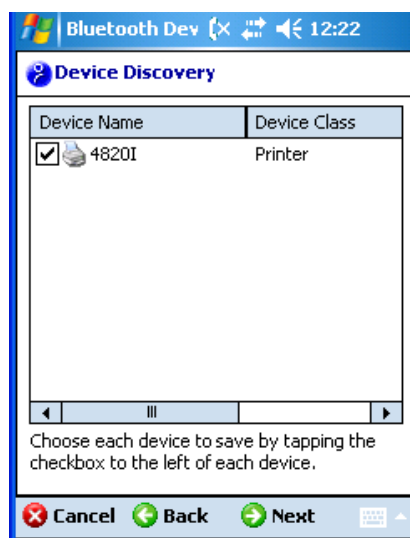 Bluetooth Dev 12:22
Device Discovery
Device Name Device Class
4820I Printer
Choose each device to save by tapping the
checkbox to the left of each device.
Cancel Back Next